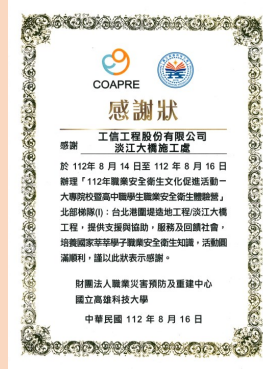 COAPRE
感謝狀
感謝 工信工程股份有限公司
淡江大橋施工處
於 112年 8 月 14 日至 112 年 8 月 16 日
辦理「112年職業安全衛生文化促進活動－
大專院校暨高中職學生職業安全衛生體驗營」
北部梯隊(I)：台北港圍堤造地工程/淡江大橋
工程，提供支援與協助，服務及回饋社會，
培養國家莘莘學子職業安全衛生知識，活動圓
滿順利，謹以此狀表示感謝。
財團法人職業災害預防及重建中心
國立高雄科技大學
中華民國 112 年 8 月 16 日